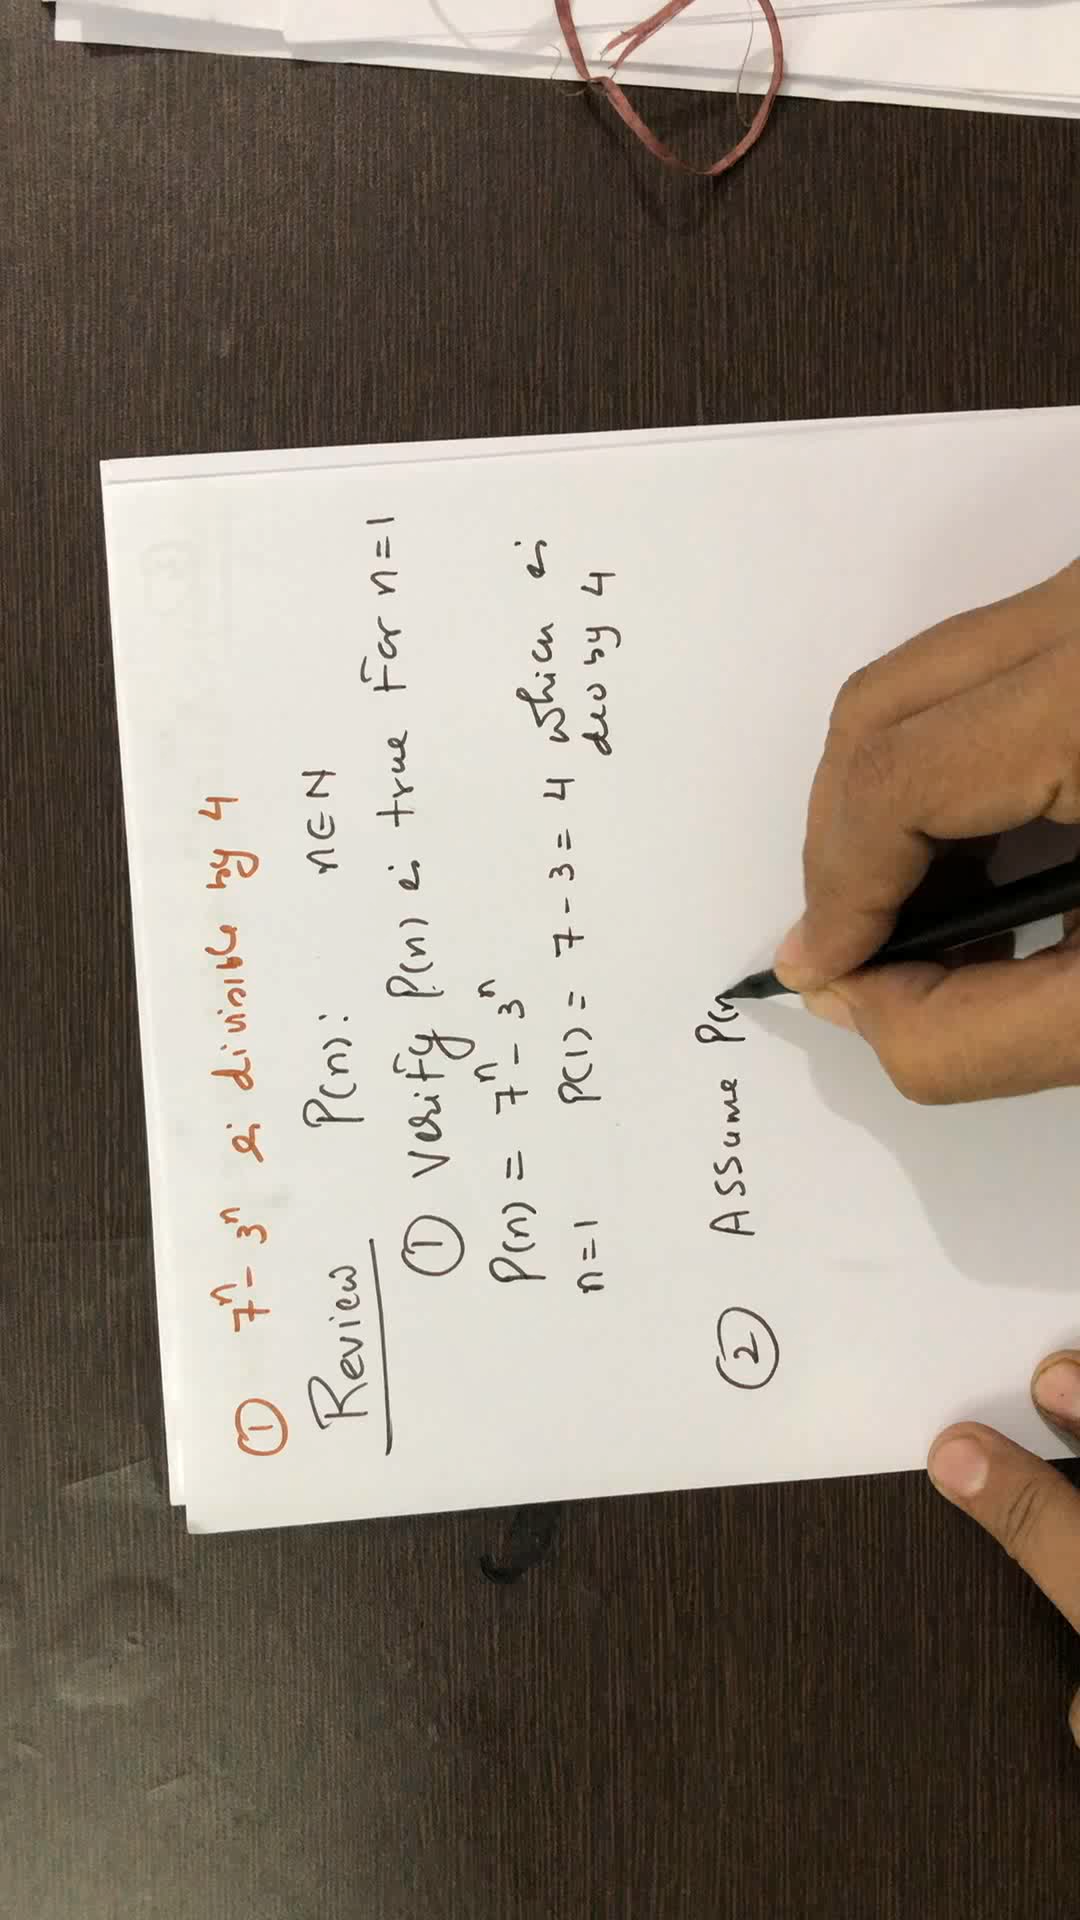 ① 7ⁿ - 3ⁿ is divisible by 4
Review P(n): n∈N
① Verify P(n) is true For n=1
P(n) = 7ⁿ - 3ⁿ
n=1 P(1) = 7 - 3 = 4 which is
div by 4
② Assume P(n